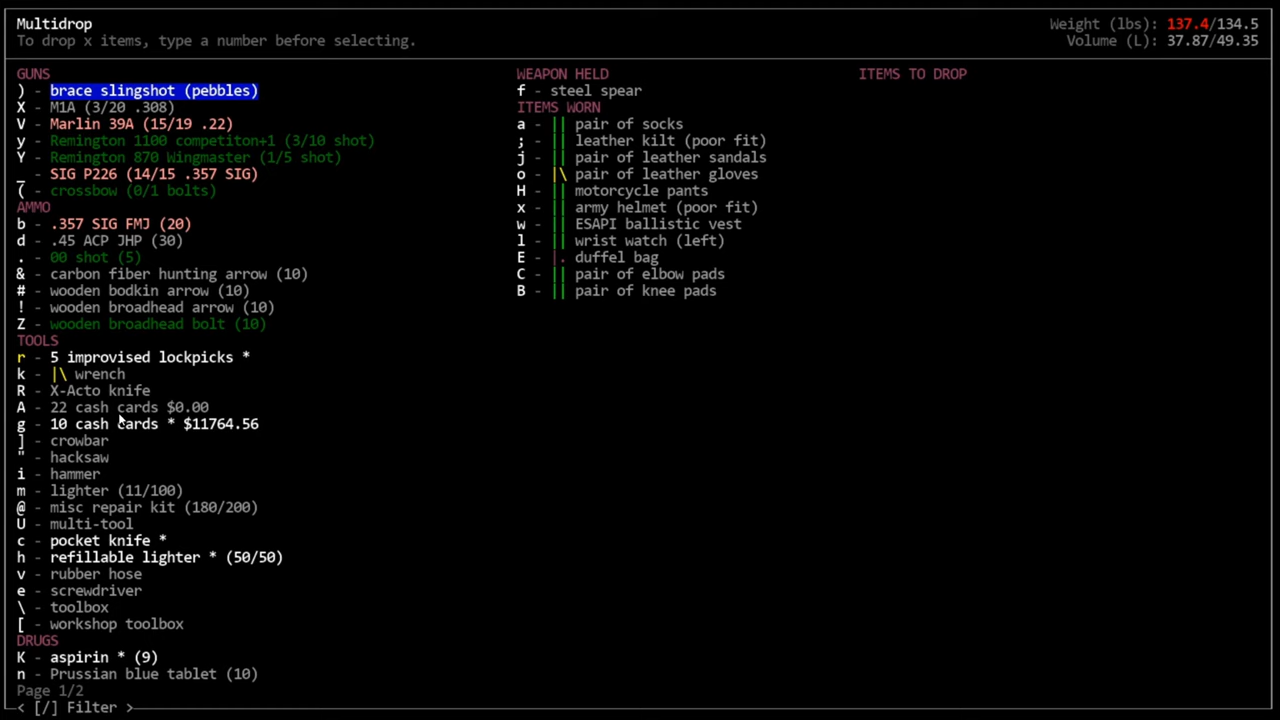 Multidrop
Weight (lbs): 137.4/134.5
To drop x items, type a number before selecting.
Volume (L): 37.87/49.35
GUNS
) - brace slingshot (pebbles)
X - M1A (3/20 .308)
V - Marlin 39A (15/19 .22)
y - Remington 1100 competiton+1 (3/10 shot)
Y - Remington 870 Wingmaster (1/5 shot)
_ - SIG P226 (14/15 .357 SIG)
( - crossbow (0/1 bolts)
AMMO
b - .357 SIG FMJ (20)
d - .45 ACP JHP (30)
. - 00 shot (5)
& - carbon fiber hunting arrow (10)
# - wooden bodkin arrow (10)
! - wooden broadhead arrow (10)
Z - wooden broadhead bolt (10)
TOOLS
r - 5 improvised lockpicks *
k - |\ wrench
R - X-Acto knife
A - 22 cash cards $0.00
g - 10 cash cards * $11764.56
] - crowbar
" - hacksaw
i - hammer
m - lighter (11/100)
@ - misc repair kit (180/200)
U - multi-tool
c - pocket knife *
h - refillable lighter * (50/50)
v - rubber hose
e - screwdriver
\ - toolbox
[ - workshop toolbox
DRUGS
K - aspirin * (9)
n - Prussian blue tablet (10)
Page 1/2
< [/] Filter >
WEAPON HELD
f - steel spear
ITEMS WORN
a - || pair of socks
; - || leather kilt (poor fit)
j - || pair of leather sandals
o - |\ pair of leather gloves
H - || motorcycle pants
x - || army helmet (poor fit)
w - || ESAPI ballistic vest
l - || wrist watch (left)
E - |. duffel bag
C - || pair of elbow pads
B - || pair of knee pads
ITEMS TO DROP